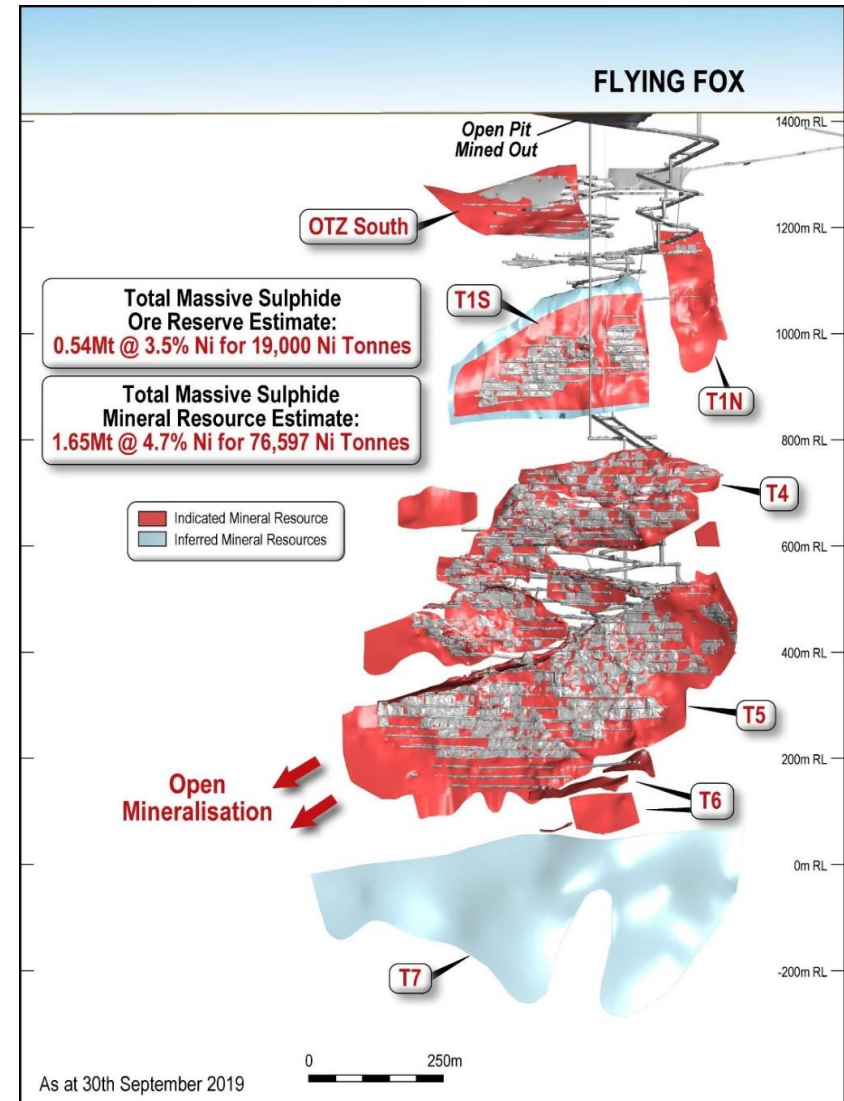 FLYING FOX
Open Pit
Mined Out
1400m RL
OTZ South
1200m RL
Total Massive Sulphide
Ore Reserve Estimate:
0.54Mt @ 3.5% Ni for 19,000 Ni Tonnes
T1S
1000m RL
T1N
Total Massive Sulphide
Mineral Resource Estimate:
1.65Mt @ 4.7% Ni for 76,597 Ni Tonnes
800m RL
T4
Indicated Mineral Resource
Inferred Mineral Resources
600m RL
400m RL
T5
200m RL
Open
Mineralisation
T6
0m RL
T7
-200m RL
0 250m
As at 30th September 2019